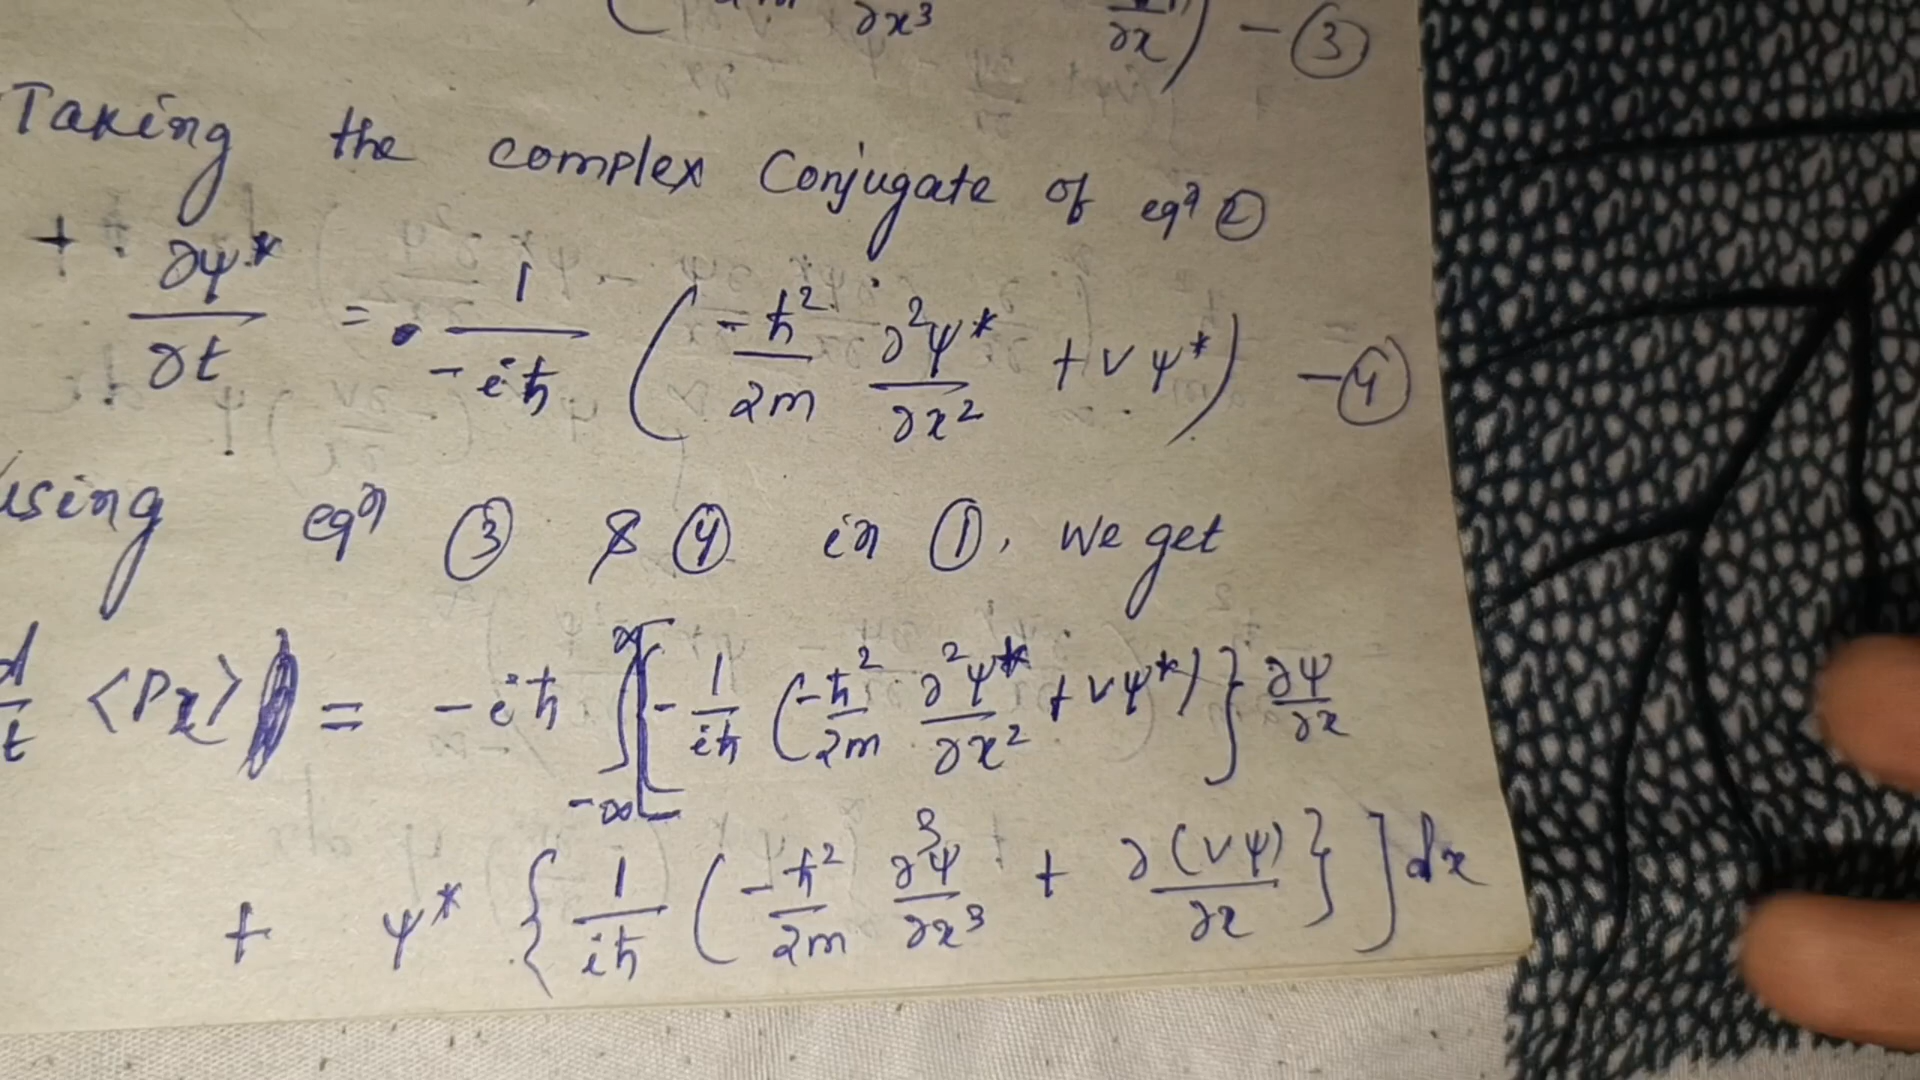 ( ∂x³ ∂x ) - ③
Taking the complex Conjugate of eqⁿ ②
+ ∂ψ*/∂t = 1/-iħ ( -ħ²/2m ∂²ψ*/∂x² + vψ* ) - ④
using eqⁿ ③ & ④ in ①, we get
d/t <Px> = -iħ ∫_{-∞}^{∞} [ { -1/iħ ( -ħ²/2m ∂²ψ*/∂x² + vψ* ) } ∂ψ/∂x
+ ψ* { 1/iħ ( -ħ²/2m ∂³ψ/∂x³ + ∂(vψ)/∂x } ] dx